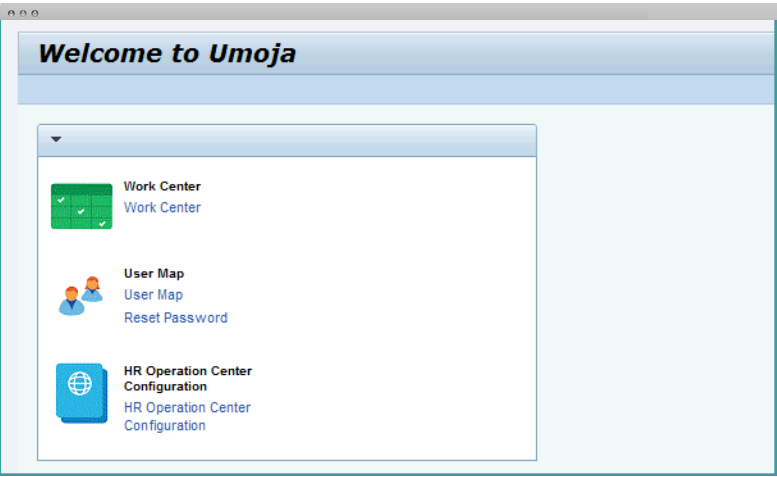 Welcome to Umoja
Work Center
Work Center
User Map
User Map
Reset Password
HR Operation Center
Configuration
HR Operation Center
Configuration